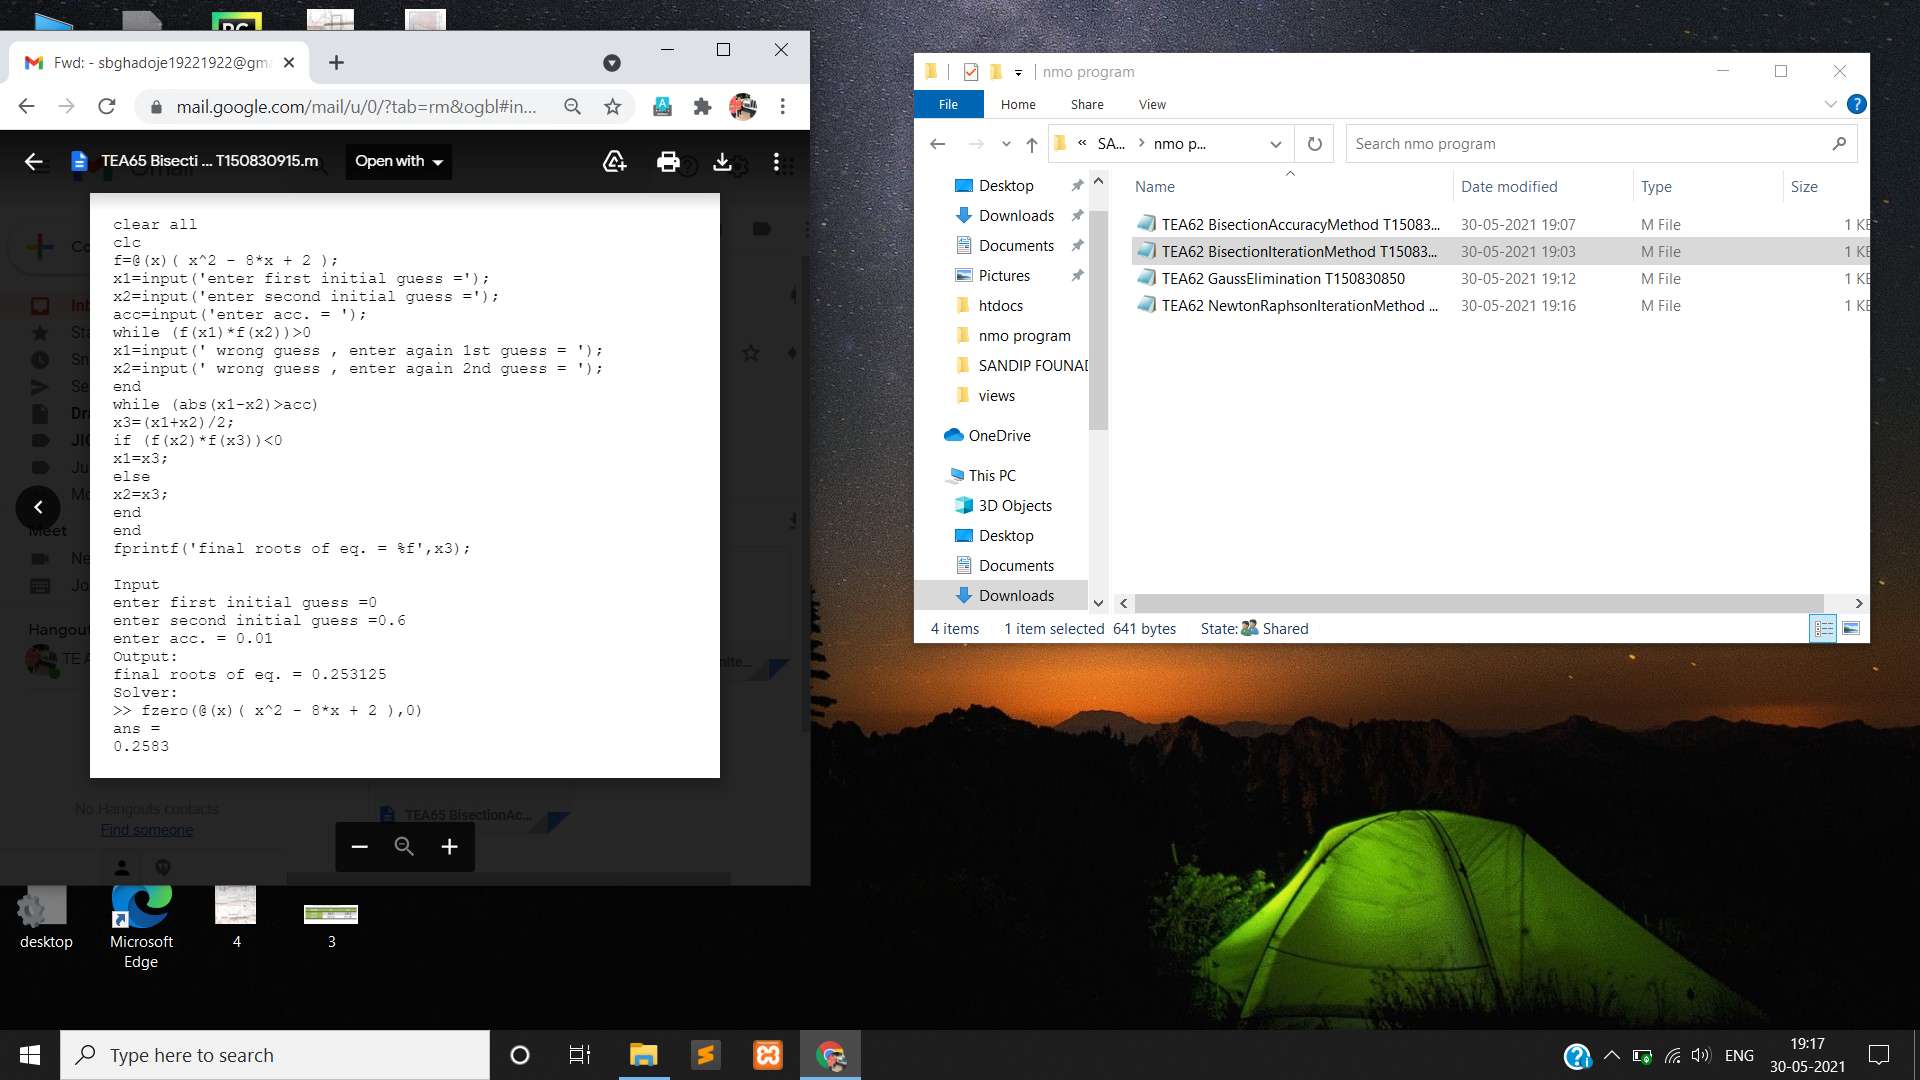 Fwd: - sbghadoje19221922@gm
mail.google.com/mail/u/0/?tab=rm&ogbl#in...
TEA65 Bisecti ... T150830915.m
Open with
clear all
clc
f=@(x)( x^2 - 8*x + 2 );
x1=input('enter first initial guess =');
x2=input('enter second initial guess =');
acc=input('enter acc. = ');
while (f(x1)*f(x2))>0
x1=input(' wrong guess , enter again 1st guess = ');
x2=input(' wrong guess , enter again 2nd guess = ');
end
while (abs(x1-x2)>acc)
x3=(x1+x2)/2;
if (f(x2)*f(x3))<0
x1=x3;
else
x2=x3;
end
end
fprintf('final roots of eq. = %f',x3);
Input
enter first initial guess =0
enter second initial guess =0.6
enter acc. = 0.01
Output:
final roots of eq. = 0.253125
Solver:
>> fzero(@(x)( x^2 - 8*x + 2 ),0)
ans =
0.2583
Meet
Hangout
No Hangouts contacts
Find someone
TEA65 BisectionAc...
nmo program
File Home Share View
« SA... > nmo p...
Search nmo program
Name Date modified Type Size
TEA62 BisectionAccuracyMethod T15083... 30-05-2021 19:07 M File 1 KB
TEA62 BisectionIterationMethod T15083... 30-05-2021 19:03 M File 1 KB
TEA62 GaussElimination T150830850 30-05-2021 19:12 M File 1 KB
TEA62 NewtonRaphsonIterationMethod ... 30-05-2021 19:16 M File 1 KB
Desktop
Downloads
Documents
Pictures
htdocs
nmo program
SANDIP FOUNAD
views
OneDrive
This PC
3D Objects
Desktop
Documents
Downloads
4 items 1 item selected 641 bytes State: Shared
desktop
Microsoft Edge
4
3
Type here to search
ENG
19:17
30-05-2021